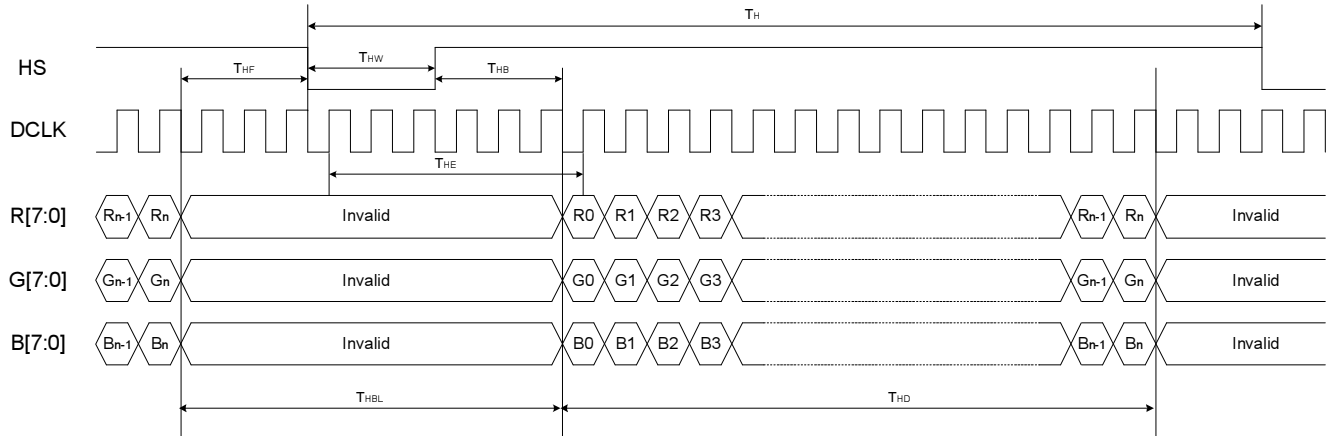 TH
HS
THF THW THB
DCLK
THE
R[7:0] Rn-1 Rn Invalid R0 R1 R2 R3 Rn-1 Rn Invalid
G[7:0] Gn-1 Gn Invalid G0 G1 G2 G3 Gn-1 Gn Invalid
B[7:0] Bn-1 Bn Invalid B0 B1 B2 B3 Bn-1 Bn Invalid
THBL THD